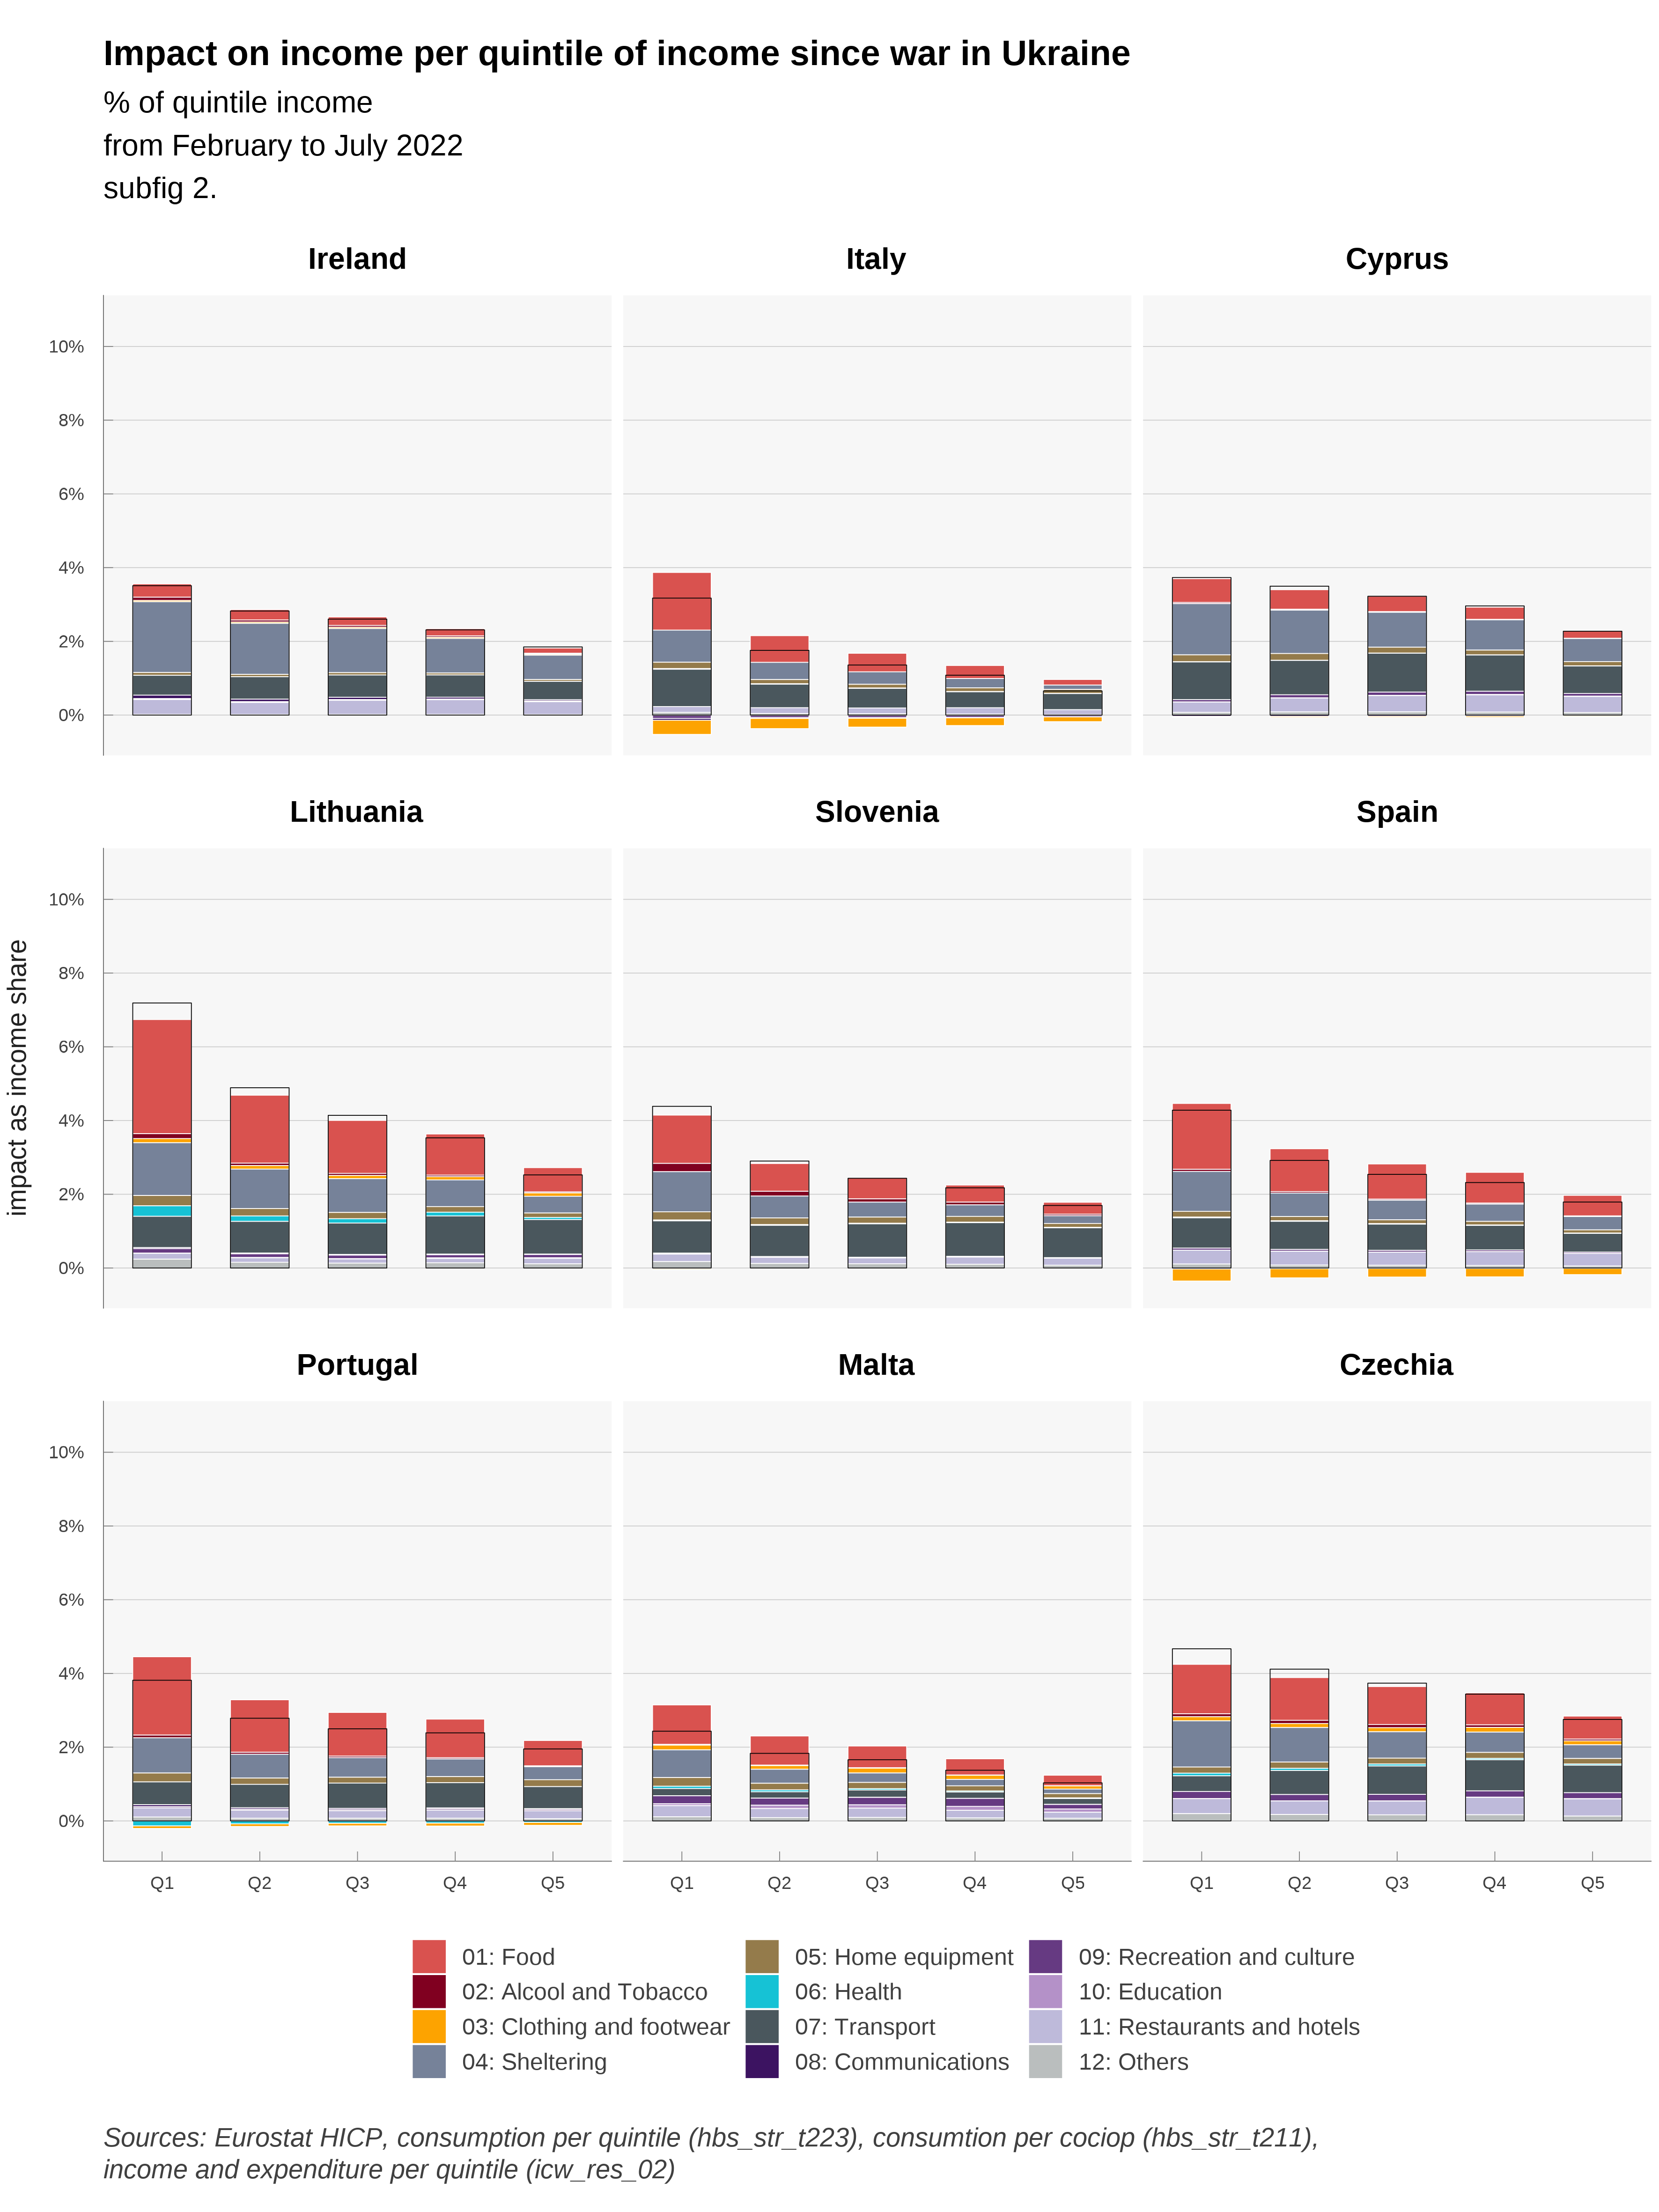 Impact on income per quintile of income since war in Ukraine
% of quintile income
from February to July 2022
subfig 2.
Ireland
Italy
Cyprus
10%
8%
6%
4%
2%
0%
Lithuania
Slovenia
Spain
10%
8%
6%
4%
2%
0%
impact as income share
Portugal
Malta
Czechia
10%
8%
6%
4%
2%
0%
Q1 Q2 Q3 Q4 Q5
Q1 Q2 Q3 Q4 Q5
Q1 Q2 Q3 Q4 Q5
01: Food
02: Alcool and Tobacco
03: Clothing and footwear
04: Sheltering
05: Home equipment
06: Health
07: Transport
08: Communications
09: Recreation and culture
10: Education
11: Restaurants and hotels
12: Others
Sources: Eurostat HICP, consumption per quintile (hbs_str_t223), consumtion per cociop (hbs_str_t211),
income and expenditure per quintile (icw_res_02)